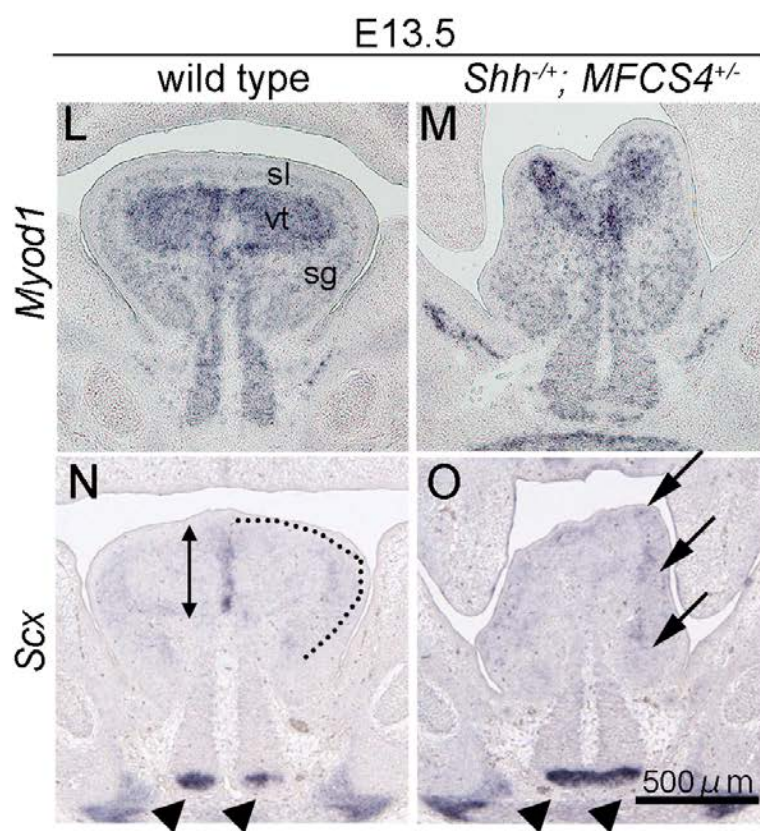 E13.5
wild type
Shh-/+; MFCS4+/-
L
M
Myod1
sl
vt
sg
N
O
Scx
500 μm